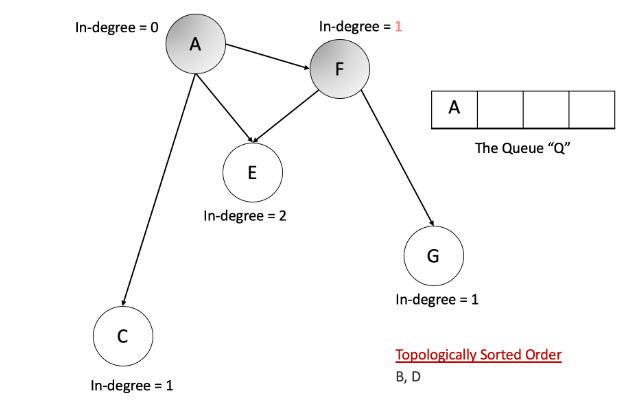 In-degree = 0
In-degree = 1
A
F
A
The Queue “Q”
E
In-degree = 2
G
In-degree = 1
C
Topologically Sorted Order
B, D
In-degree = 1